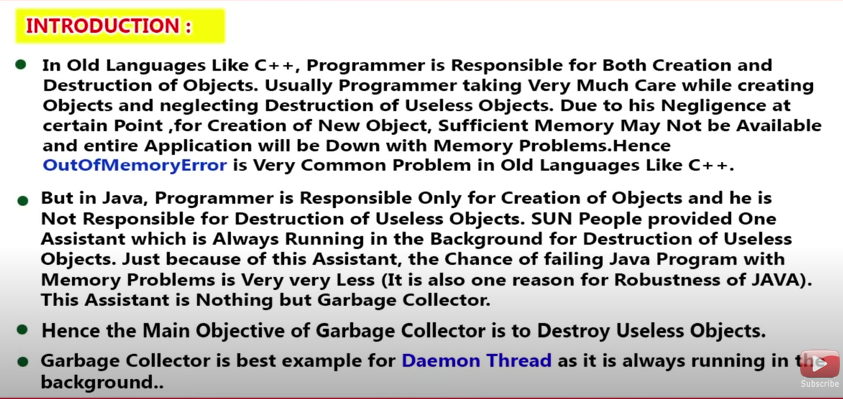 INTRODUCTION :
In Old Languages Like C++, Programmer is Responsible for Both Creation and
Destruction of Objects. Usually Programmer taking Very Much Care while creating
Objects and neglecting Destruction of Useless Objects. Due to his Negligence at
certain Point ,for Creation of New Object, Sufficient Memory May Not be Available
and entire Application will be Down with Memory Problems.Hence
OutOfMemoryError is Very Common Problem in Old Languages Like C++.
But in Java, Programmer is Responsible Only for Creation of Objects and he is
Not Responsible for Destruction of Useless Objects. SUN People provided One
Assistant which is Always Running in the Background for Destruction of Useless
Objects. Just because of this Assistant, the Chance of failing Java Program with
Memory Problems is Very very Less (It is also one reason for Robustness of JAVA).
This Assistant is Nothing but Garbage Collector.
Hence the Main Objective of Garbage Collector is to Destroy Useless Objects.
Garbage Collector is best example for Daemon Thread as it is always running in the
background..
Subscribe